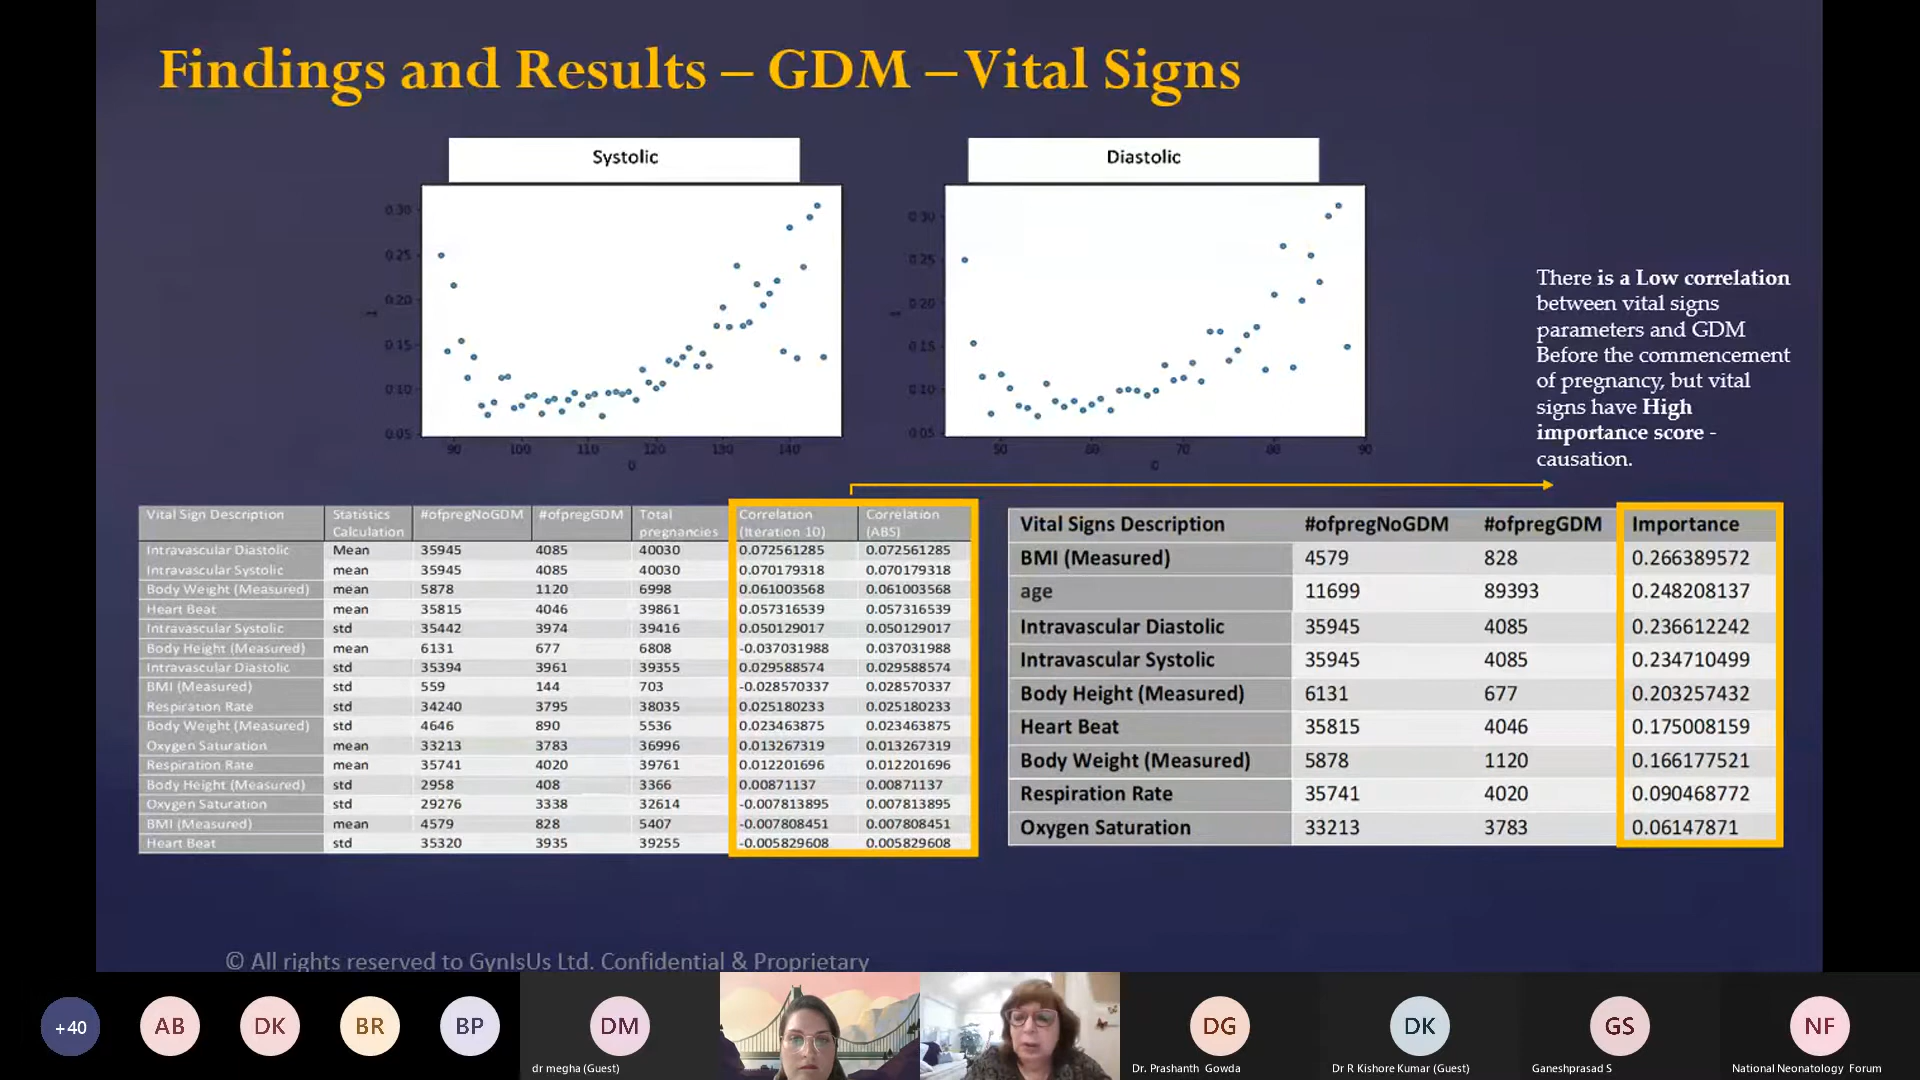 Findings and Results – GDM – Vital Signs
Systolic
Diastolic
0.30
0.25
0.20
0.15
0.10
0.05
90 100 110 120 130 140
0
0.30
0.25
0.20
0.15
0.10
0.05
50 60 70 80 90
0
There is a Low correlation
between vital signs
parameters and GDM
Before the commencement
of pregnancy, but vital
signs have High
importance score -
causation.
Vital Sign Description Statistics Calculation #ofpregNoGDM #ofpregGDM Total pregnancies Correlation (Iteration 10) Correlation (ABS)
Intravascular Diastolic Mean 35945 4085 40030 0.072561285 0.072561285
Intravascular Systolic mean 35945 4085 40030 0.070179318 0.070179318
Body Weight (Measured) mean 5878 1120 6998 0.061003568 0.061003568
Heart Beat mean 35815 4046 39861 0.057316539 0.057316539
Intravascular Systolic std 35442 3974 39416 0.050129017 0.050129017
Body Height (Measured) mean 6131 677 6808 -0.037031988 0.037031988
Intravascular Diastolic std 35394 3961 39355 0.029588574 0.029588574
BMI (Measured) std 559 144 703 -0.028570337 0.028570337
Respiration Rate std 34240 3795 38035 0.025180233 0.025180233
Body Weight (Measured) std 4646 890 5536 0.023463875 0.023463875
Oxygen Saturation mean 33213 3783 36996 0.013267319 0.013267319
Respiration Rate mean 35741 4020 39761 0.012201696 0.012201696
Body Height (Measured) std 2958 408 3366 0.00871137 0.00871137
Oxygen Saturation std 29276 3338 32614 -0.007813895 0.007813895
BMI (Measured) mean 4579 828 5407 -0.007808451 0.007808451
Heart Beat std 35320 3935 39255 -0.005829608 0.005829608
Vital Signs Description #ofpregNoGDM #ofpregGDM Importance
BMI (Measured) 4579 828 0.266389572
age 11699 89393 0.248208137
Intravascular Diastolic 35945 4085 0.236612242
Intravascular Systolic 35945 4085 0.234710499
Body Height (Measured) 6131 677 0.203257432
Heart Beat 35815 4046 0.175008159
Body Weight (Measured) 5878 1120 0.166177521
Respiration Rate 35741 4020 0.090468772
Oxygen Saturation 33213 3783 0.06147871
© All rights reserved to GynIsUs Ltd. Confidential & Proprietary
+40 AB DK BR BP DM DG DK GS NF
dr megha (Guest) Dr. Prashanth Gowda Dr R Kishore Kumar (Guest) Ganeshprasad S National Neonatology Forum